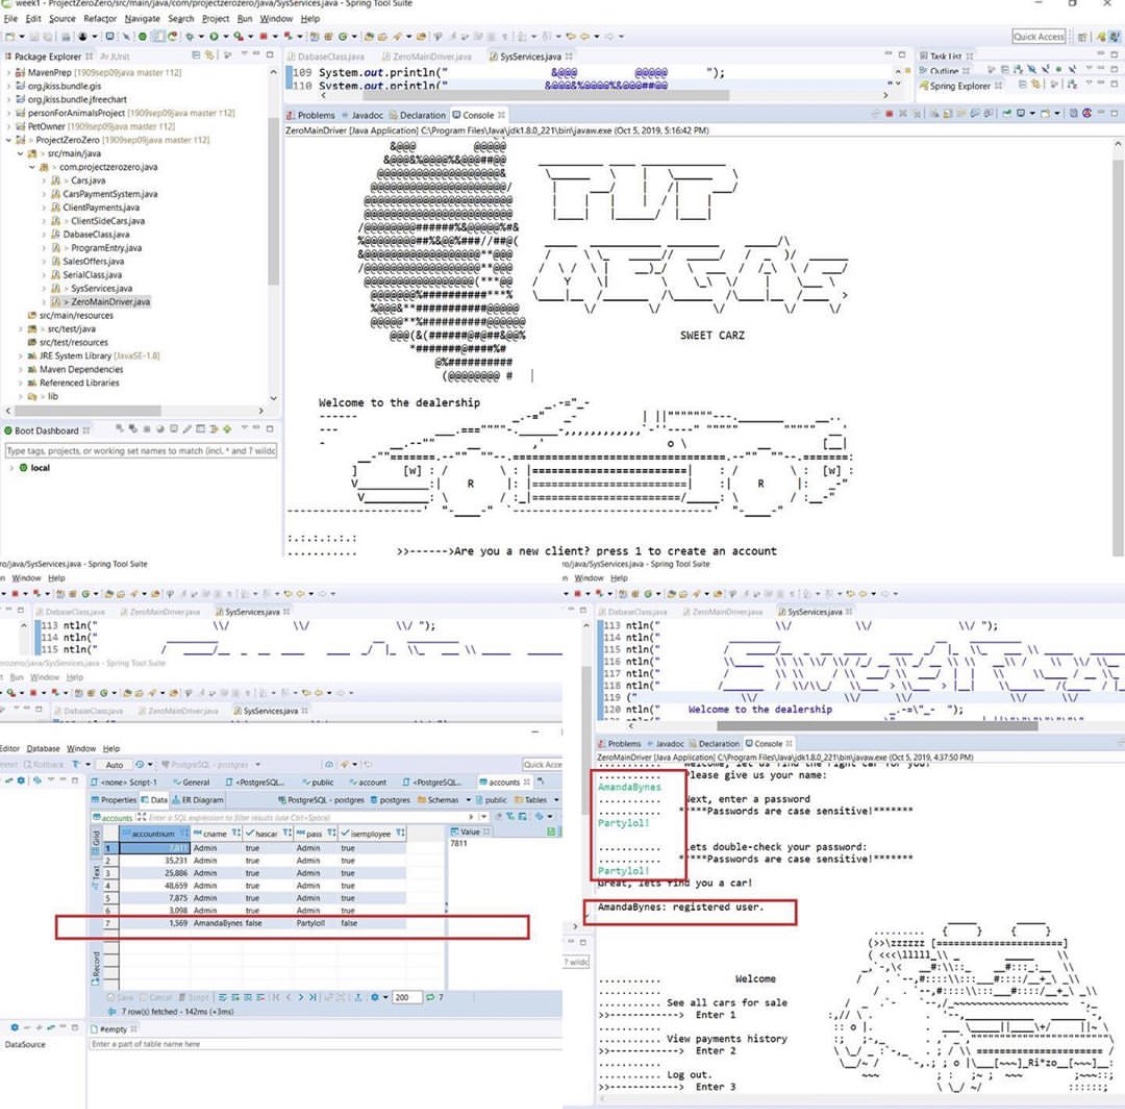 week1 - ProjectZeroZero/src/main/java/com/projectzerozero/SysServices.java - Spring Tool Suite
File Edit Source Refactor Navigate Search Project Run Window Help
Quick Access
Package Explorer JUnit
MavenPrep [1909sep09java master ↑12]
org.jkiss.bundle.gis
org.jkiss.bundle.jfreechart
personForAnimalsProject [1909sep09java master ↑12]
PetOwner [1909sep09java master ↑12]
> ProjectZeroZero [1909sep09java master ↑12]
> src/main/java
> com.projectzerozero.java
> Cars.java
CarsPaymentSystem.java
ClientPayments.java
> ClientSideCars.java
DabaseClass.java
> ProgramEntry.java
SalesOffers.java
SerialClass.java
> SysServices.java
> ZeroMainDriver.java
src/main/resources
> src/test/java
src/test/resources
JRE System Library [JavaSE-1.8]
Maven Dependencies
Referenced Libraries
> lib
Boot Dashboard
Type tags, projects, or working set names to match (incl. * and ? wildc
local
DabaseClass.java ZeroMainDriver.java SysServices.java
109 System.out.println(" &@@@ @@@@@ ");
110 System.out.println("
Task List
Outline
Spring Explorer
Problems Javadoc Declaration Console
ZeroMainDriver [Java Application] C:\Program Files\Java\jdk1.8.0_221\bin\javaw.exe (Oct 5, 2019, 5:16:42 PM)
PUT
MEGAS
SWEET CARZ
Welcome to the dealership
[w] R R [w]
>>------>Are you a new client? press 1 to create an account
ro/java/SysServices.java - Spring Tool Suite
n Window Help
DabaseClass.java ZeroMainDriver.java SysServices.java
113 ntln("
114 ntln("
115 ntln("
rozero/java/SysServices.java - Spring Tool Suite
t Run Window Help
DabaseClass.java ZeroMainDriver.java SysServices.java
Editor Database Window Help
Rollback Auto PostgreSQL - postgres Quick Acce
<none> Script-1 General *<PostgreSQL... public account *<PostgreSQL... accounts
Properties Data ER Diagram PostgreSQL - postgres postgres Schemas public Tables
accounts Enter a SQL expression to filter results (use Ctrl+Space)
Grid
Text
Record
accountnum cname hascar pass isemployee
1 7,811 Admin true Admin true
2 35,231 Admin true Admin true
3 25,886 Admin true Admin true
4 48,659 Admin true Admin true
5 7,875 Admin true Admin true
6 3,098 Admin true Admin true
7 1,569 AmandaBynes false Partylol! false
Value
7811
Save Cancel Script 200 7
7 row(s) fetched - 142ms (+3ms)
#empty
DataSource
Enter a part of table name here
ro/java/SysServices.java - Spring Tool Suite
n Window Help
DabaseClass.java ZeroMainDriver.java SysServices.java
113 ntln("
114 ntln("
115 ntln("
116 ntln("
117 ntln("
118 ntln("
119 ("
120 ntln(" Welcome to the dealership
Problems Javadoc Declaration Console
ZeroMainDriver [Java Application] C:\Program Files\Java\jdk1.8.0_221\bin\javaw.exe (Oct 5, 2019, 4:37:50 PM)
........... Welcome, let us find the right car for you!
........... Please give us your name:
AmandaBynes
........... Next, enter a password
........... *****Passwords are case sensitive!*******
Partylol!
........... Lets double-check your password:
........... *****Passwords are case sensitive!*******
Partylol!
Great, lets find you a car!
AmandaBynes: registered user.
? wildc
........... Welcome
........... See all cars for sale
>>------------> Enter 1
........... View payments history
>>------------> Enter 2
........... Log out.
>>------------> Enter 3